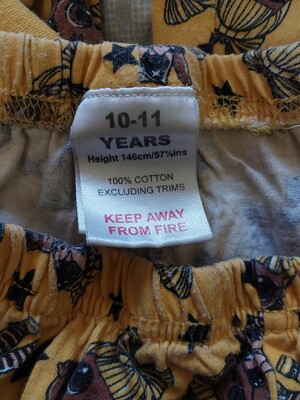 10-11
YEARS
Height 146cm/57½ins
100% COTTON
EXCLUDING TRIMS
KEEP AWAY
FROM FIRE